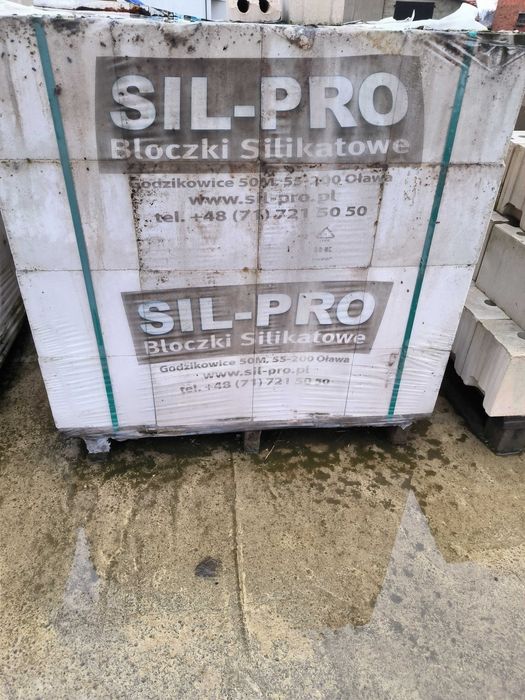 SIL-PRO
Bloczki Silikatowe
Godzikowice 50M, 55-200 Oława
www.sil-pro.pl
tel. +48 (71) 721 50 50
SIL-PRO
Bloczki Silikatowe
Godzikowice 50M, 55-200 Oława
www.sil-pro.pl
tel. +48 (71) 721 50 50